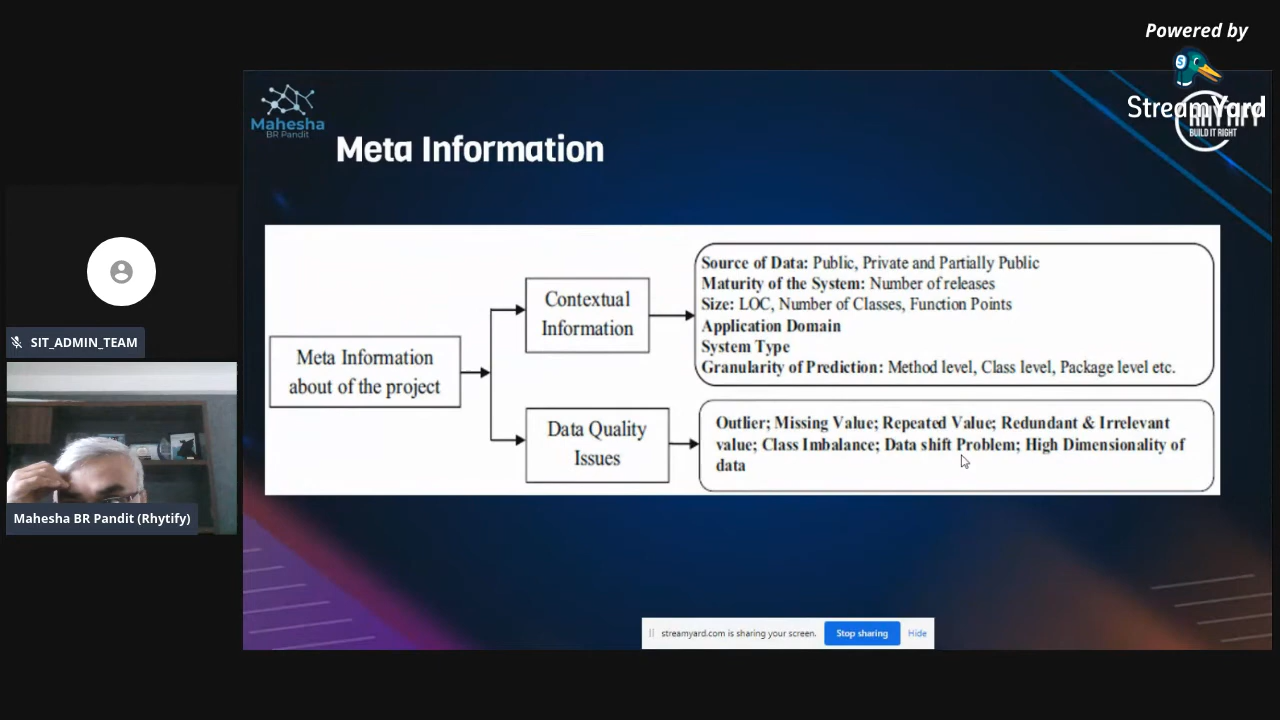 Powered by
StreamYard
RHYTIFY
BUILD IT RIGHT
Mahesha
BR Pandit
Meta Information
Meta Information
about of the project
Contextual
Information
Source of Data: Public, Private and Partially Public
Maturity of the System: Number of releases
Size: LOC, Number of Classes, Function Points
Application Domain
System Type
Granularity of Prediction: Method level, Class level, Package level etc.
Data Quality
Issues
Outlier; Missing Value; Repeated Value; Redundant & Irrelevant
value; Class Imbalance; Data shift Problem; High Dimensionality of
data
SIT_ADMIN_TEAM
Mahesha BR Pandit (Rhytify)
streamyard.com is sharing your screen.
Stop sharing
Hide